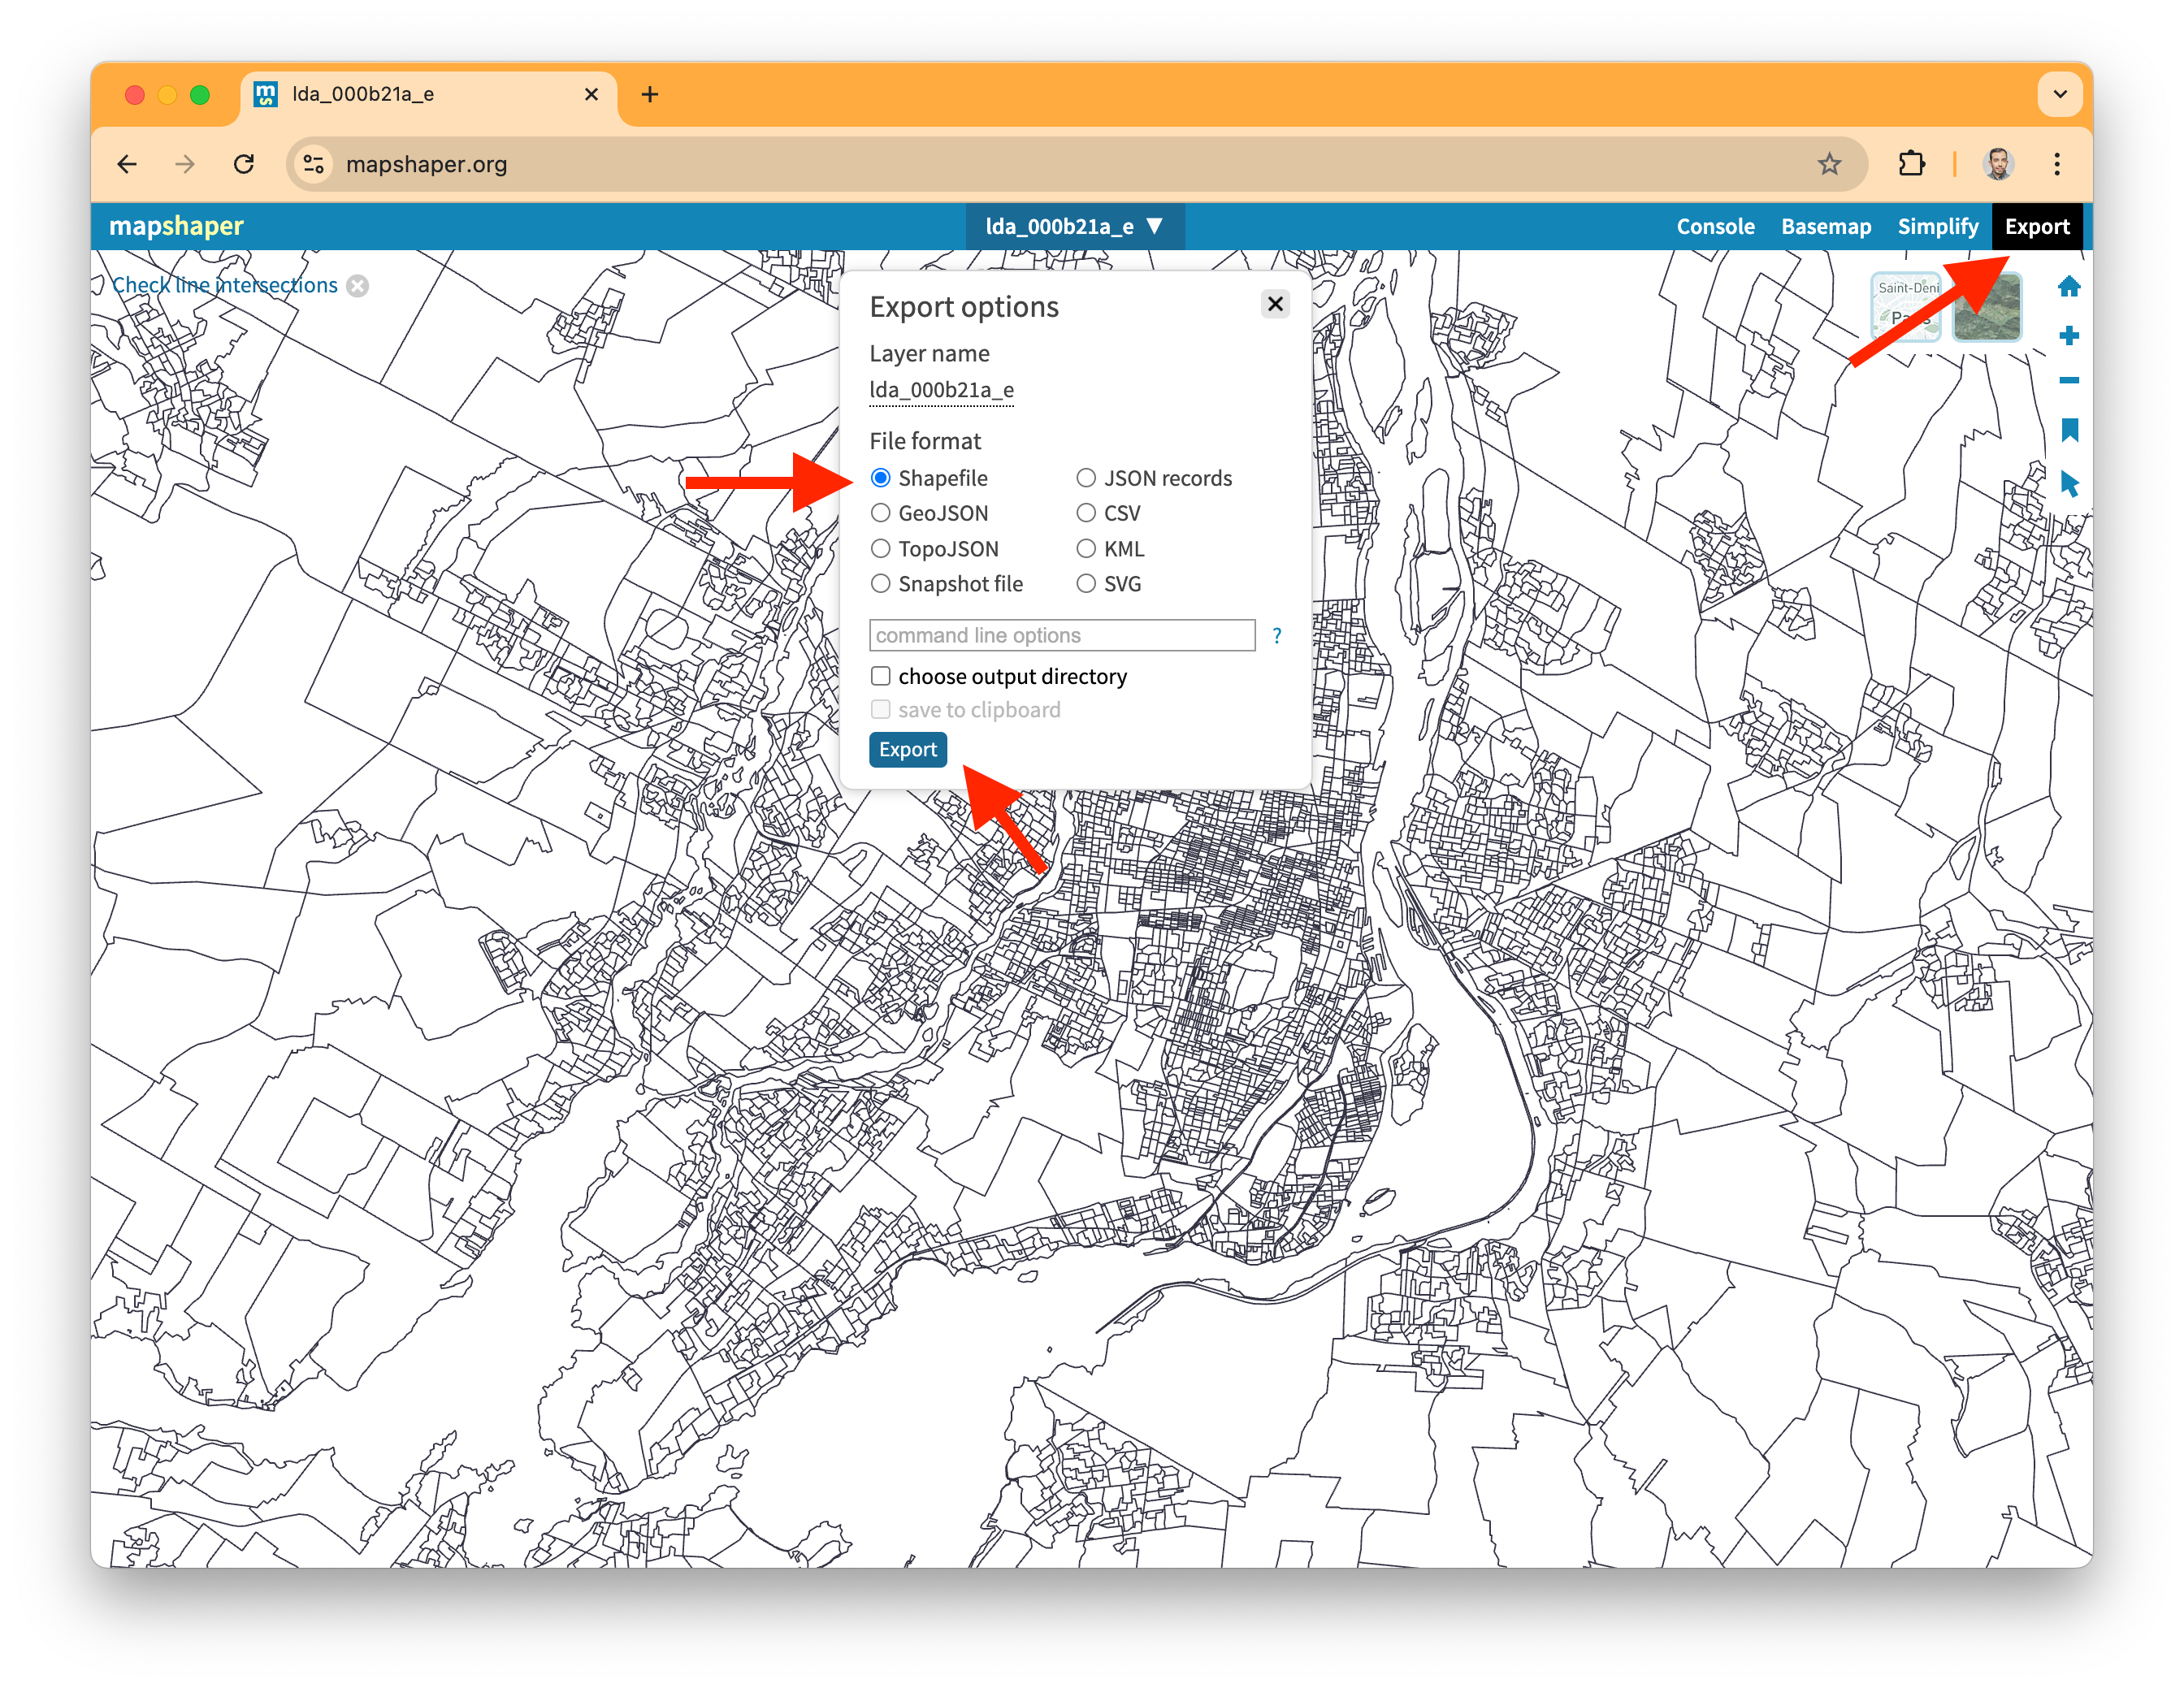 lda_000b21a_e
mapshaper.org
mapshaper
lda_000b21a_e ▼
Console Basemap Simplify Export
Check line intersections
Saint-Deni
Export options
Layer name
lda_000b21a_e
File format
Shapefile
JSON records
GeoJSON
CSV
TopoJSON
KML
Snapshot file
SVG
command line options
?
choose output directory
save to clipboard
Export